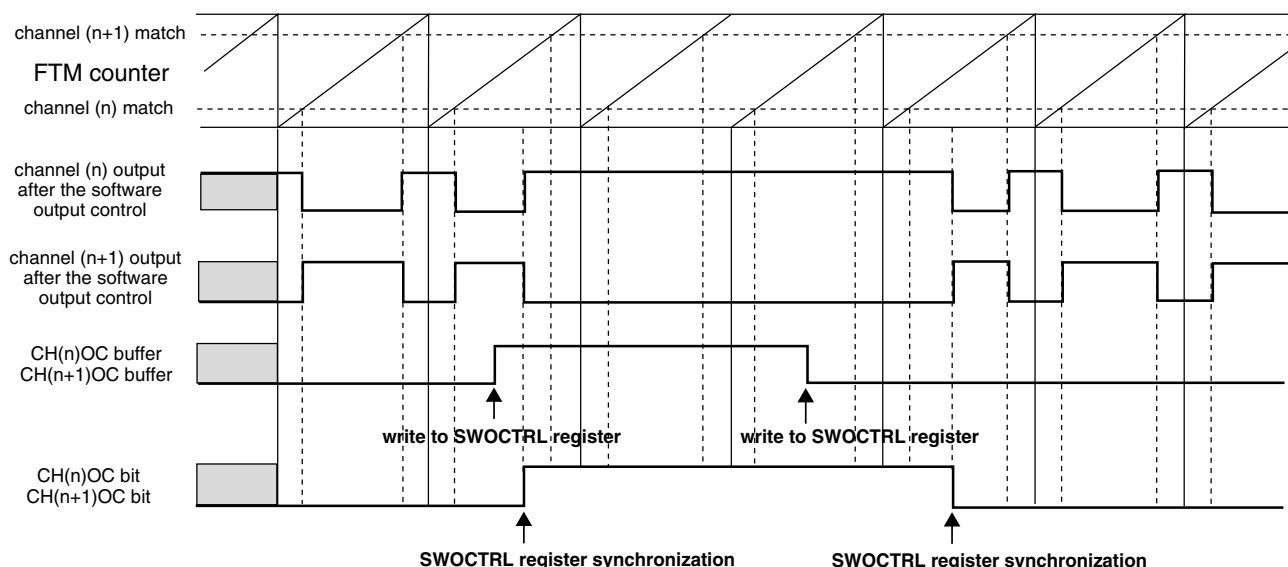 channel (n+1) match
FTM counter
channel (n) match
channel (n) output
after the software
output control
channel (n+1) output
after the software
output control
CH(n)OC buffer
CH(n+1)OC buffer
write to SWOCTRL register
write to SWOCTRL register
CH(n)OC bit
CH(n+1)OC bit
SWOCTRL register synchronization
SWOCTRL register synchronization